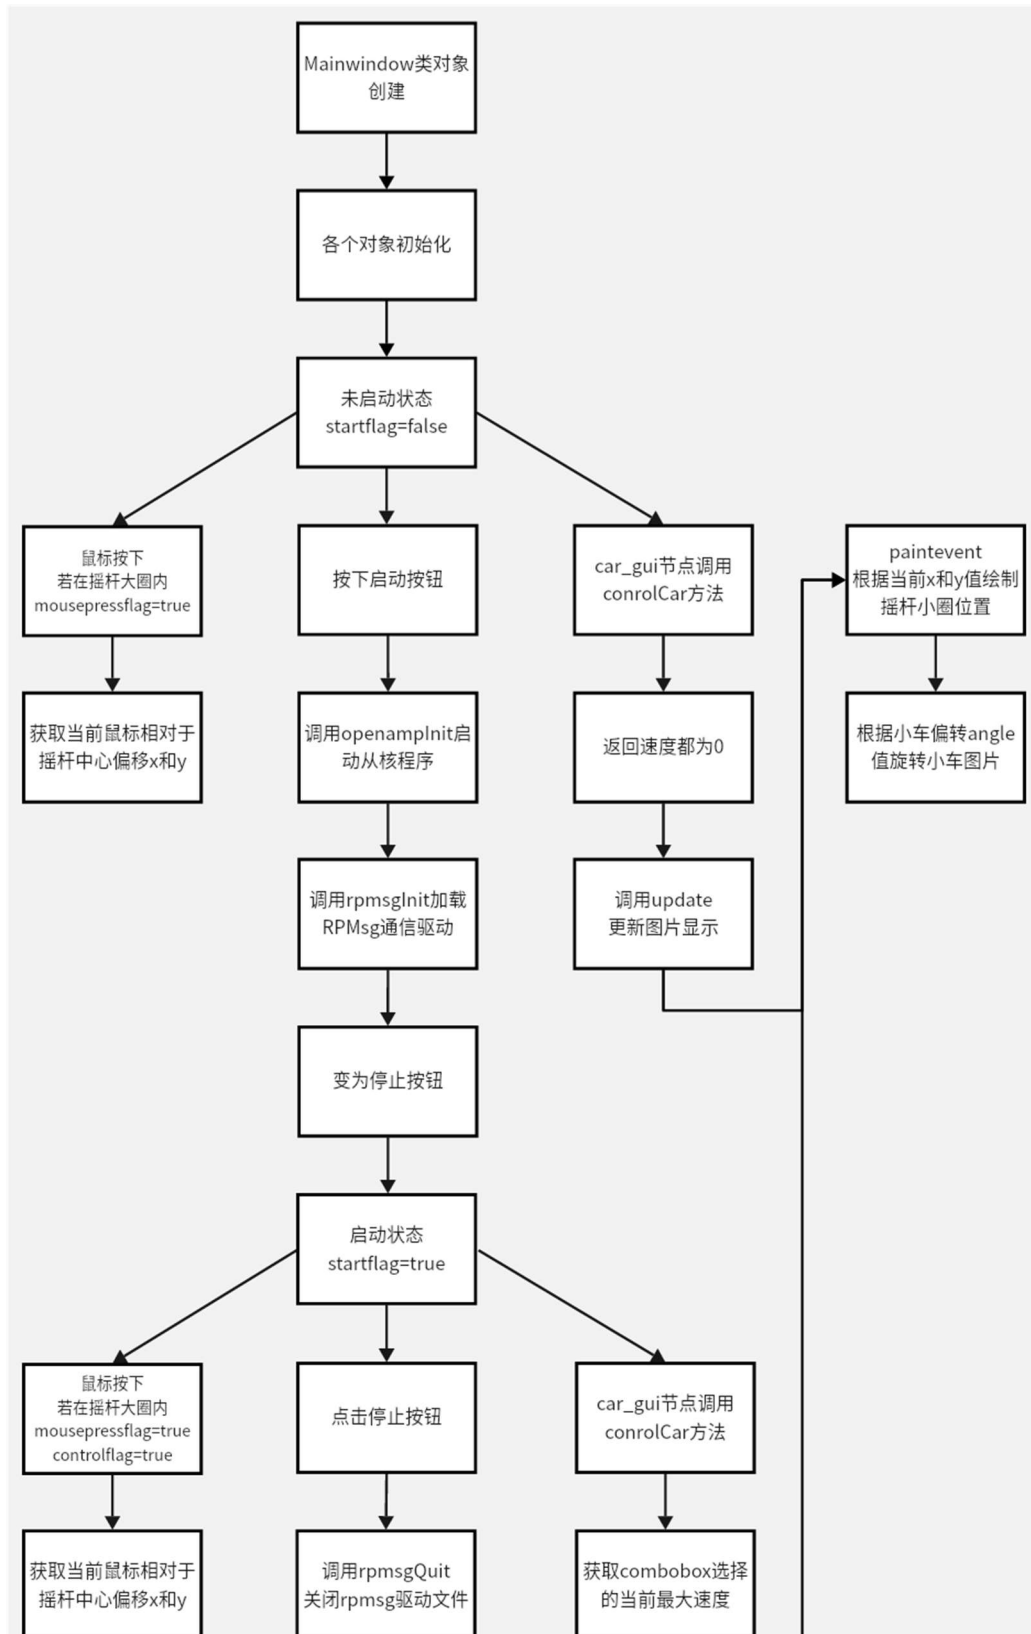 Mainwindow类对象
创建
各个对象初始化
未启动状态
startflag=false
鼠标按下
若在摇杆大圈内
mousepressflag=true
按下启动按钮
car_gui节点调用
conrolCar方法
paintevent
根据当前x和y值绘制
摇杆小圈位置
获取当前鼠标相对于
摇杆中心偏移x和y
调用openampInit启
动从核程序
返回速度都为0
根据小车偏转angle
值旋转小车图片
调用rpmsgInit加载
RPMsg通信驱动
调用update
更新图片显示
变为停止按钮
启动状态
startflag=true
鼠标按下
若在摇杆大圈内
mousepressflag=true
controlflag=true
点击停止按钮
car_gui节点调用
conrolCar方法
获取当前鼠标相对于
摇杆中心偏移x和y
调用rpmsgQuit
关闭rpmsg驱动文件
获取combobox选择
的当前最大速度